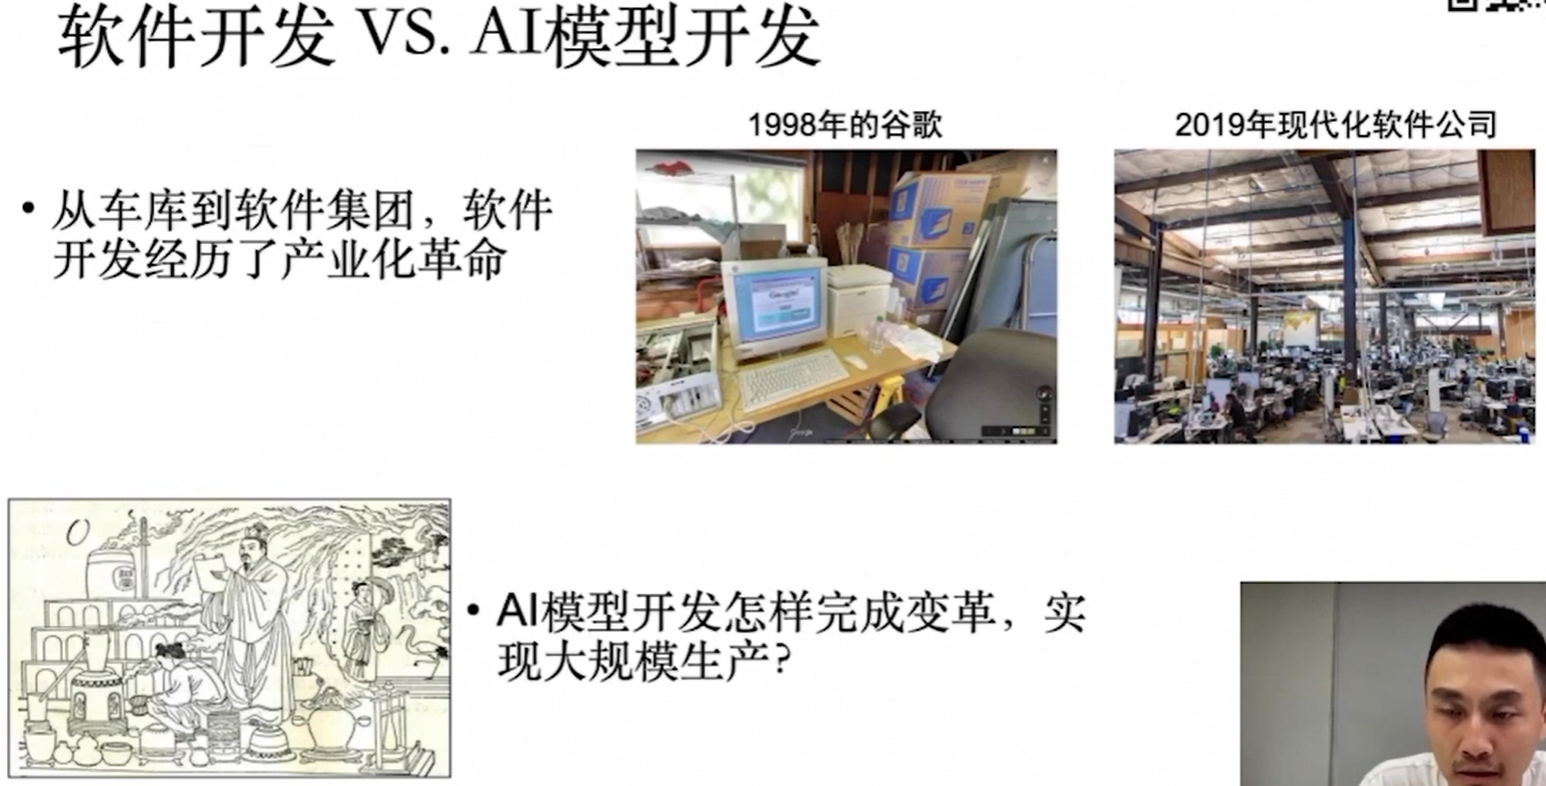 软件开发 VS. AI模型开发
1998年的谷歌
2019年现代化软件公司
• 从车库到软件集团，软件
开发经历了产业化革命
Google
• AI模型开发怎样完成变革，实
现大规模生产？